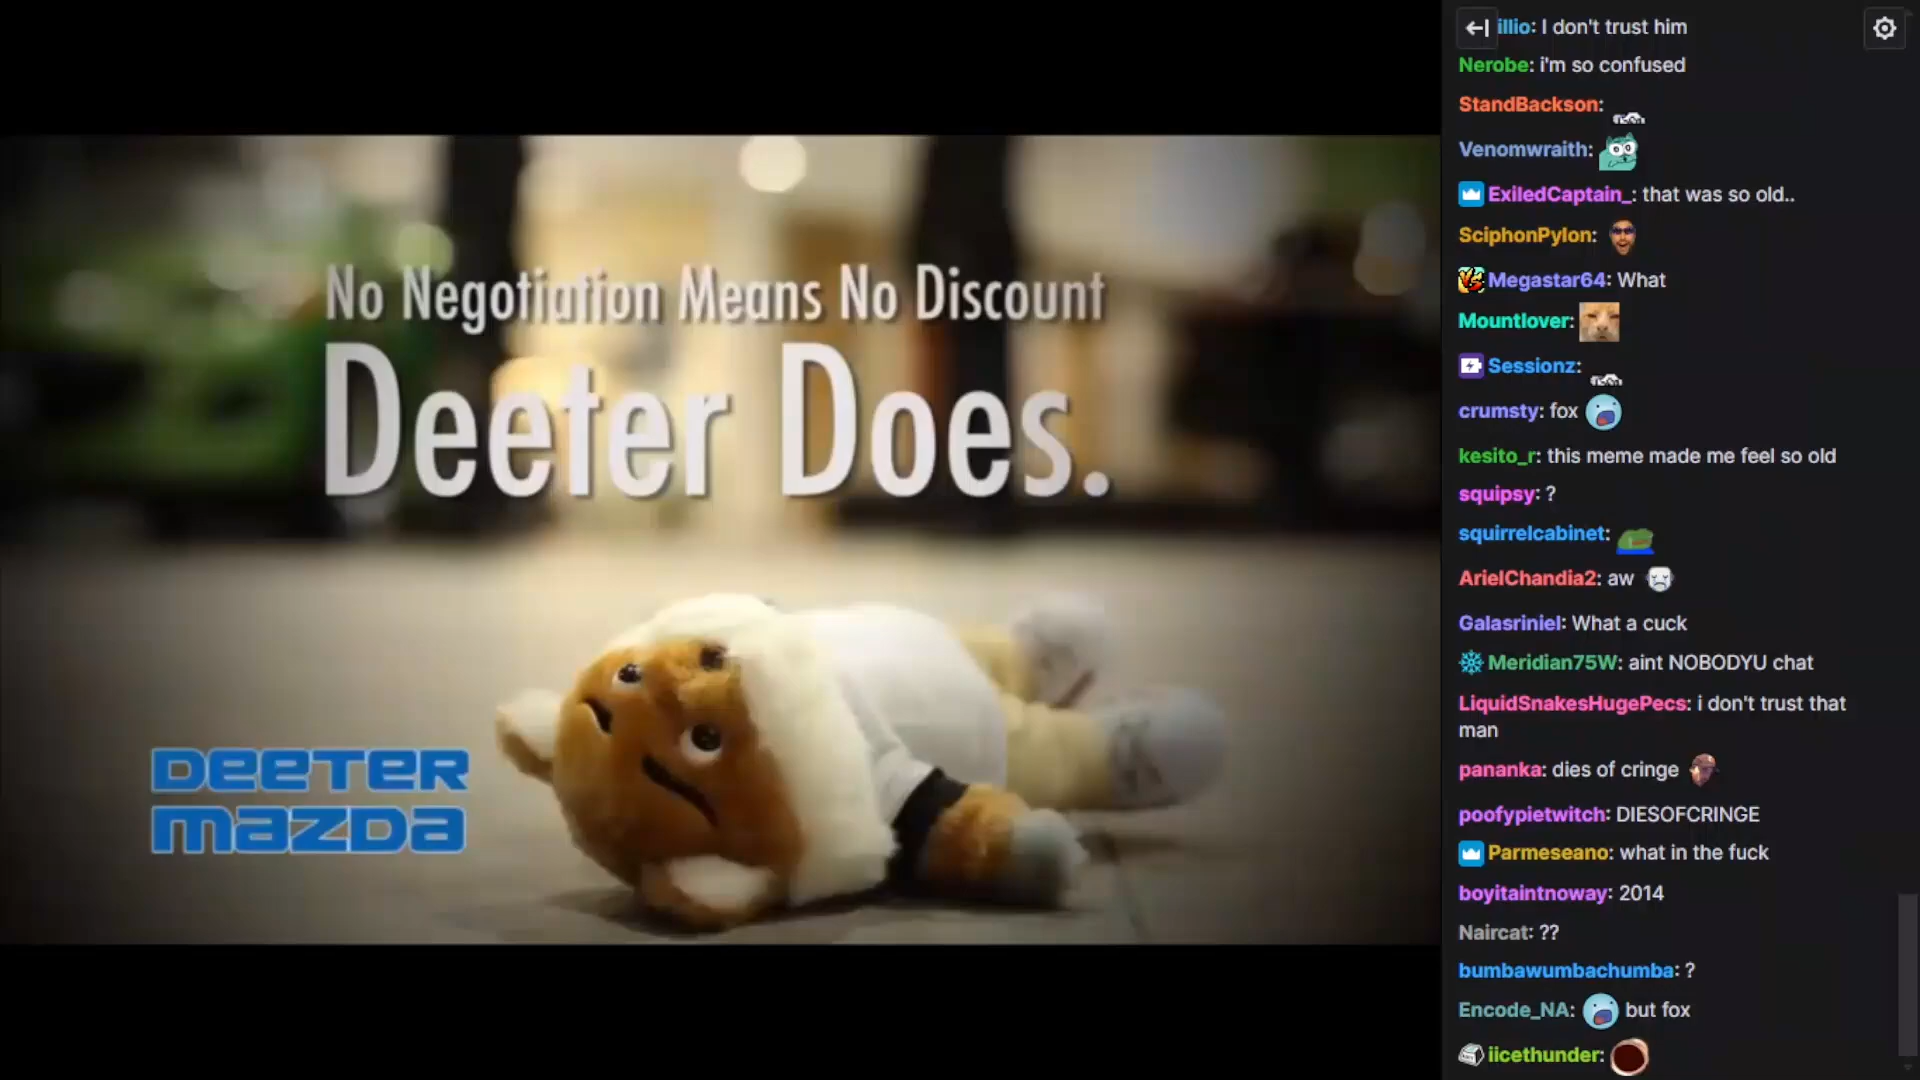 No Negotiation Means No Discount
Deeter Does.
DEETER
MAZDA
illio: I don't trust him
Nerobe: i'm so confused
StandBackson:
Venomwraith:
ExiledCaptain_: that was so old..
SciphonPylon:
Megastar64: What
Mountlover:
Sessionz:
crumsty: fox
kesito_r: this meme made me feel so old
squipsy: ?
squirrelcabinet:
ArielChandia2: aw
Galasriniel: What a cuck
Meridian75W: aint NOBODYU chat
LiquidSnakesHugePecs: i don't trust that
man
pananka: dies of cringe
poofypietwitch: DIESOFCRINGE
Parmeseano: what in the fuck
boyitaintnoway: 2014
Naircat: ??
bumbawumbachumba: ?
Encode_NA: but fox
iicethunder: